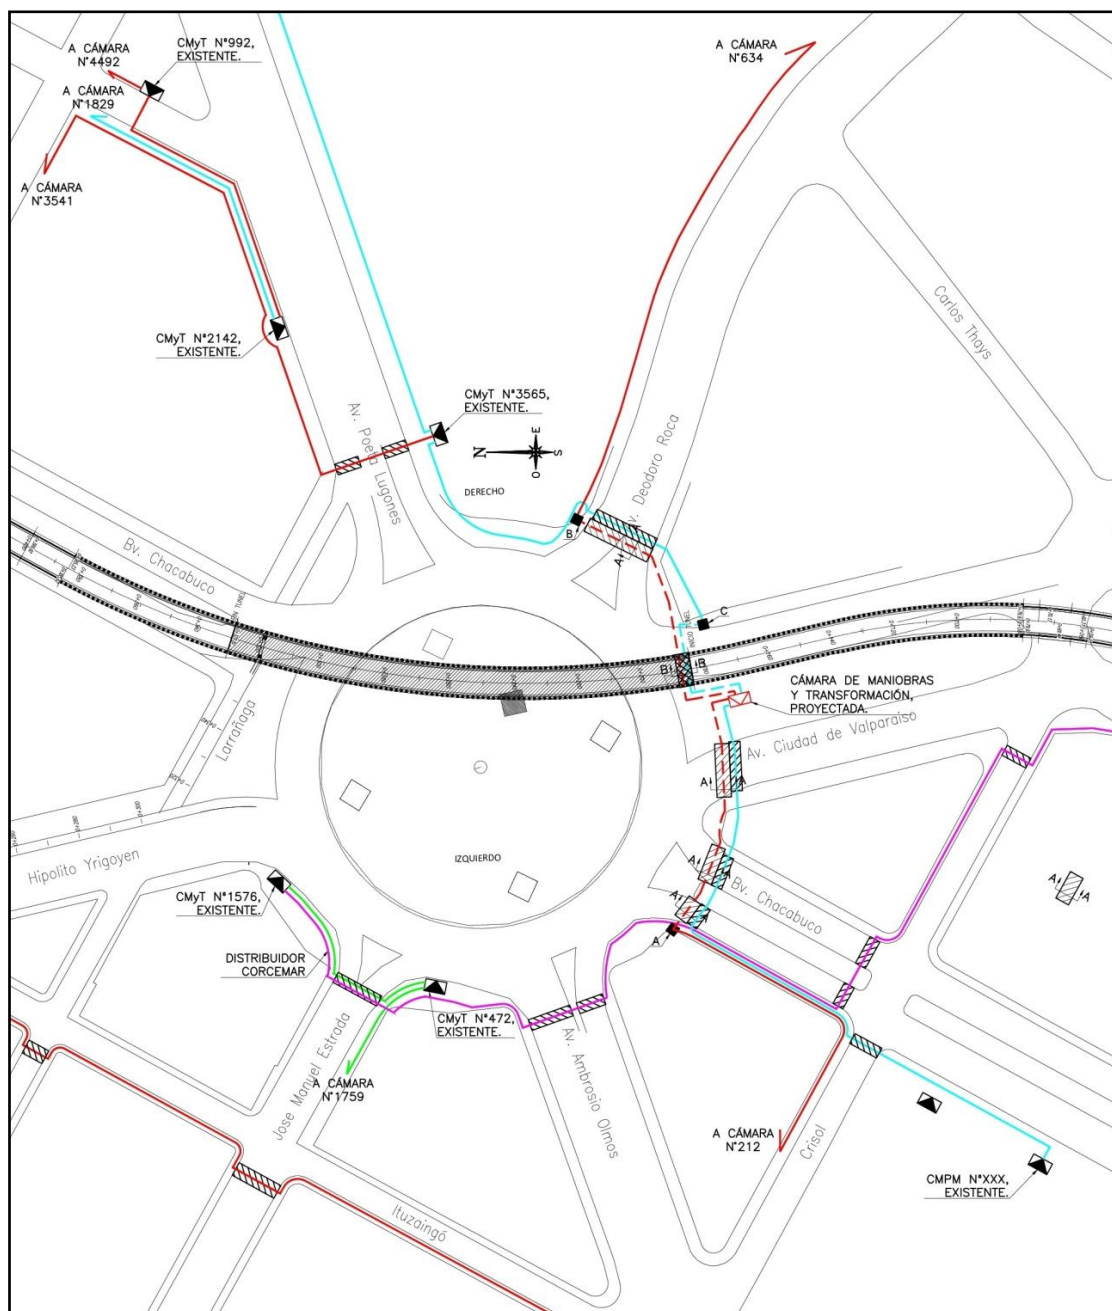 A CÁMARA
N°4492
CMyT N°992,
EXISTENTE.
A CÁMARA
N°634
A CÁMARA
N°1829
A CÁMARA
N°3541
Carlos Thays
CMyT N°2142,
EXISTENTE.
CMyT N°3565,
EXISTENTE.
Av. Poeta Lugones
N
E
S
O
DERECHO
Av. Deodoro Roca
B
A
Bv. Chacabuco
C
B
B
CÁMARA DE MANIOBRAS
Y TRANSFORMACIÓN,
PROYECTADA.
Larrañaga
Av. Ciudad de Valparaiso
A
A
Hipolito Yrigoyen
IZQUIERDO
A
A
Bv. Chacabuco
A
A
CMyT N°1576,
EXISTENTE.
A
A
A
DISTRIBUIDOR
CORCEMAR
CMyT N°472,
EXISTENTE.
Jose Manuel Estrada
A CÁMARA
N°1759
Av. Ambrosio Olmos
A CÁMARA
N°212
Crisol
CMPM N°XXX,
EXISTENTE.
Ituzaingó